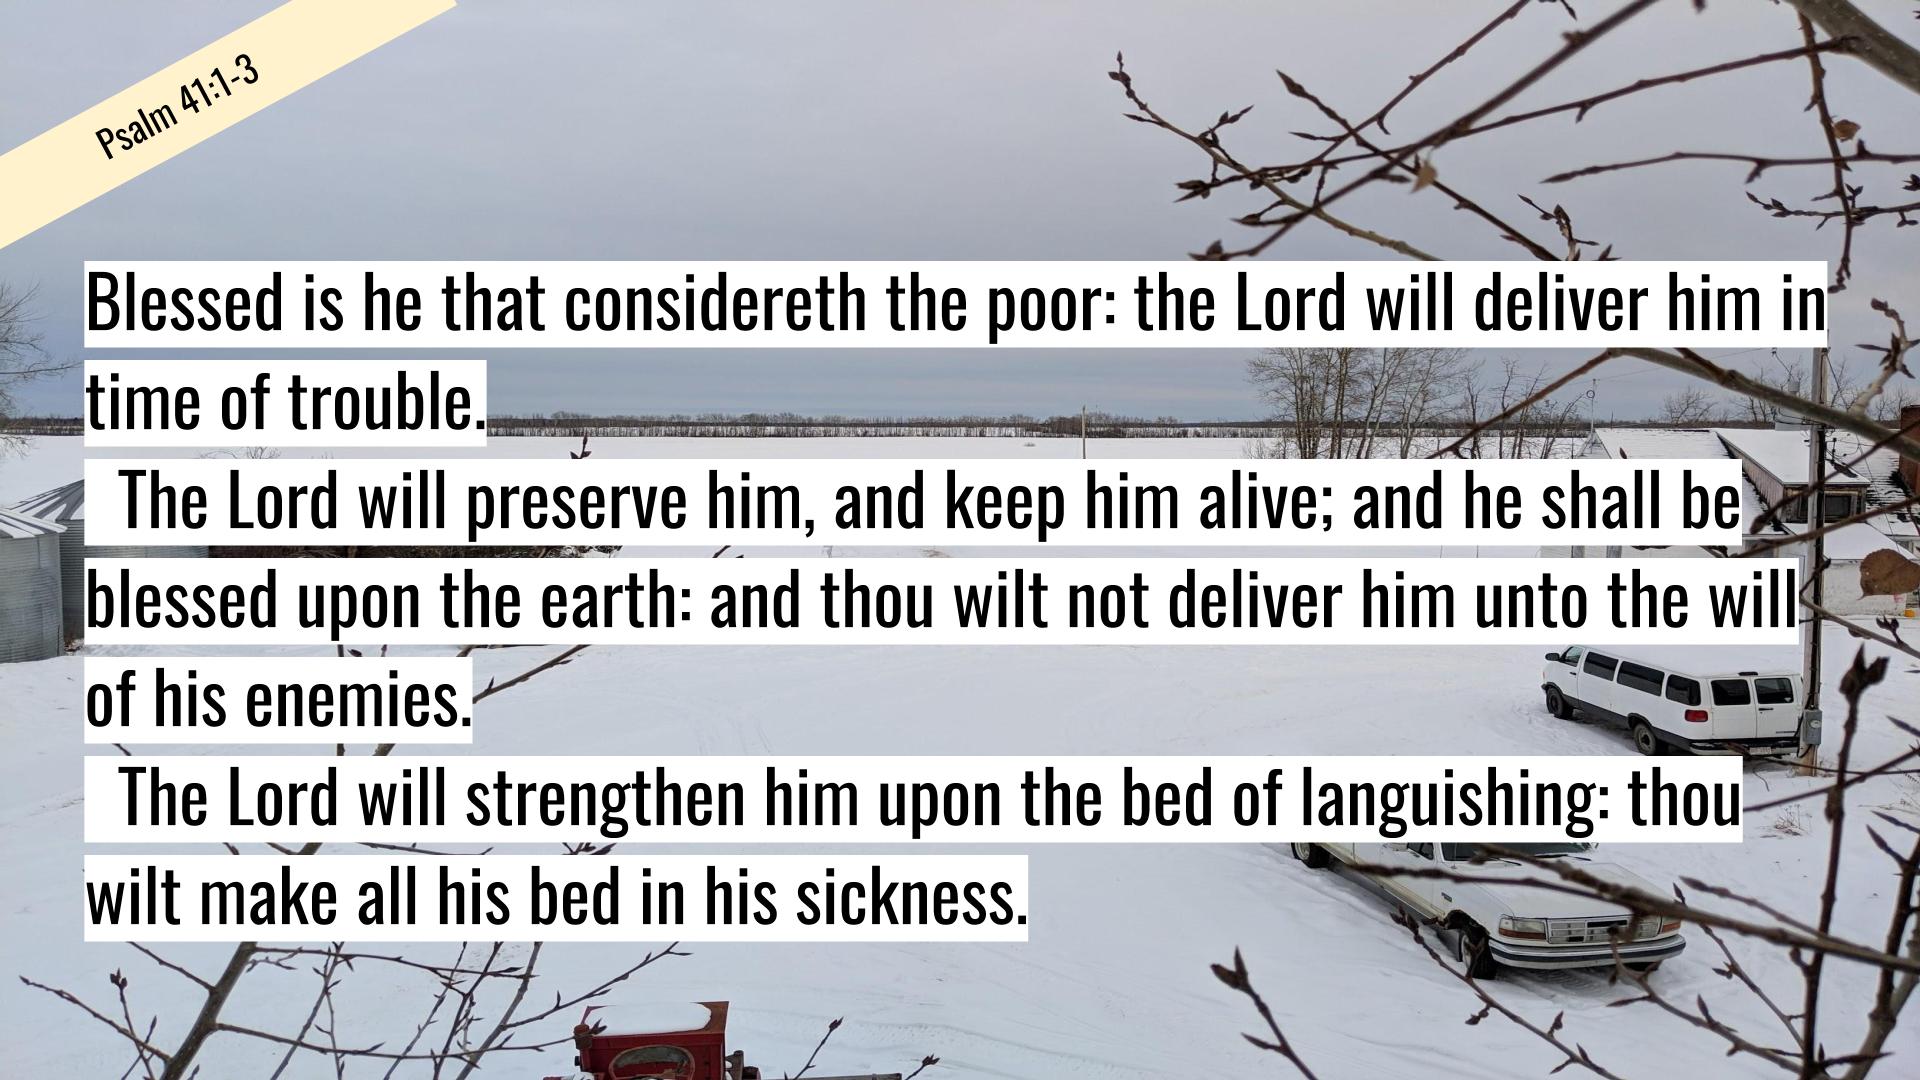 Psalm 41:1-3
Blessed is he that considereth the poor: the Lord will deliver him in
time of trouble.
The Lord will preserve him, and keep him alive; and he shall be
blessed upon the earth: and thou wilt not deliver him unto the will
of his enemies.
The Lord will strengthen him upon the bed of languishing: thou
wilt make all his bed in his sickness.